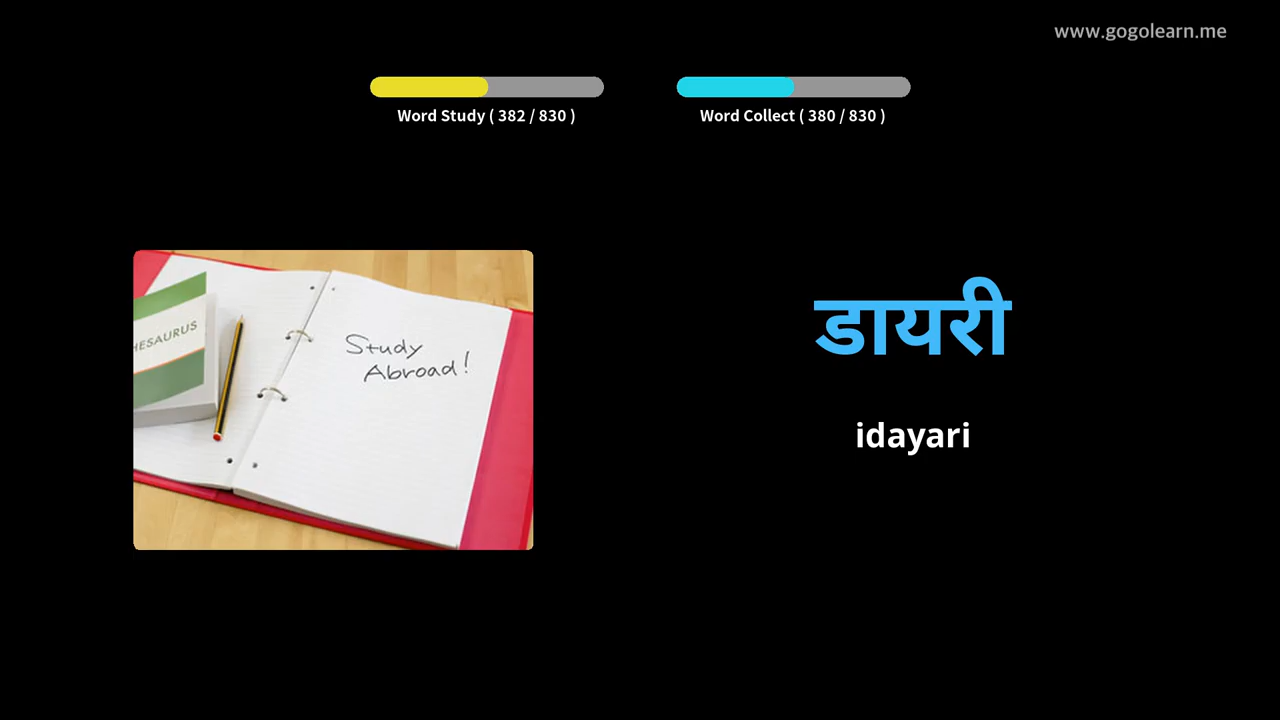 www.gogolearn.me
Word Study ( 382 / 830 )
Word Collect ( 380 / 830 )
HESAURUS
Study
Abroad!
डायरी
idayari